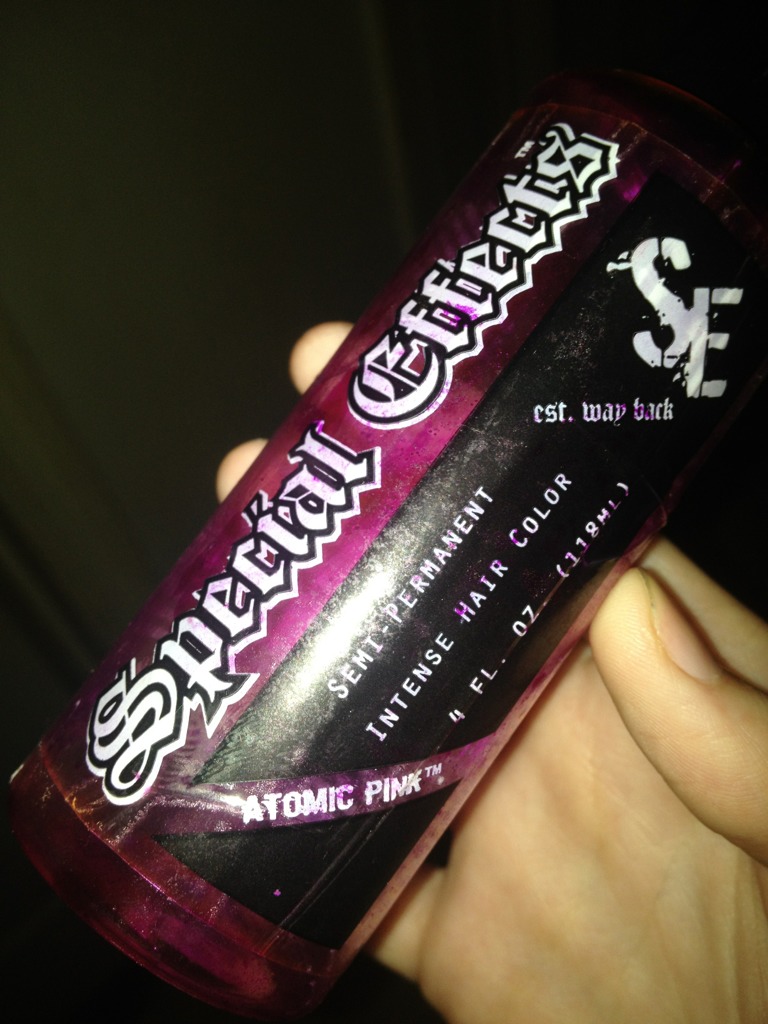 Special Effects™
SE
est. way back
Semi-Permanent
Intense Hair Color
4 FL. OZ. (118ML)
ATOMIC PINK™